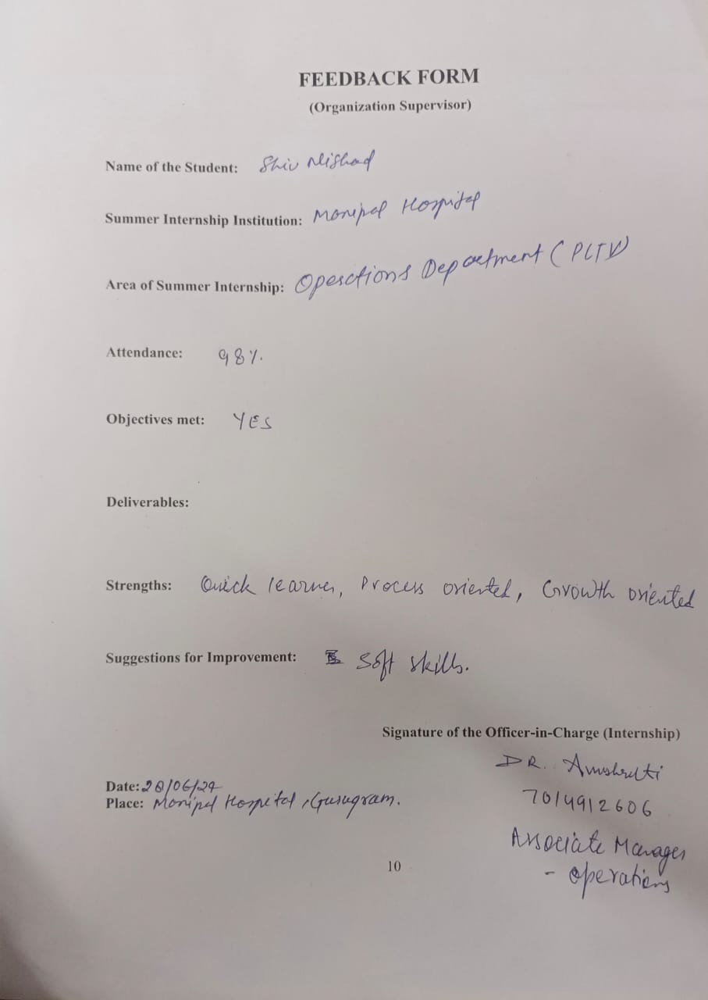 FEEDBACK FORM
(Organization Supervisor)
Name of the Student: Shiv Nishad
Summer Internship Institution: Manipal Hospital
Area of Summer Internship: Operations Department (
Attendance: 98%.
Objectives met: YES
Deliverables:
Strengths: Quick learner, Process oriented, Growth oriented
Suggestions for Improvement: Soft skills.
Signature of the Officer-in-Charge (Internship)
DR. Anushruti
Date: 28/06/24
7014912606
Place: Manipal Hospital, Gurugram.
Associate Manager
- Operations
10